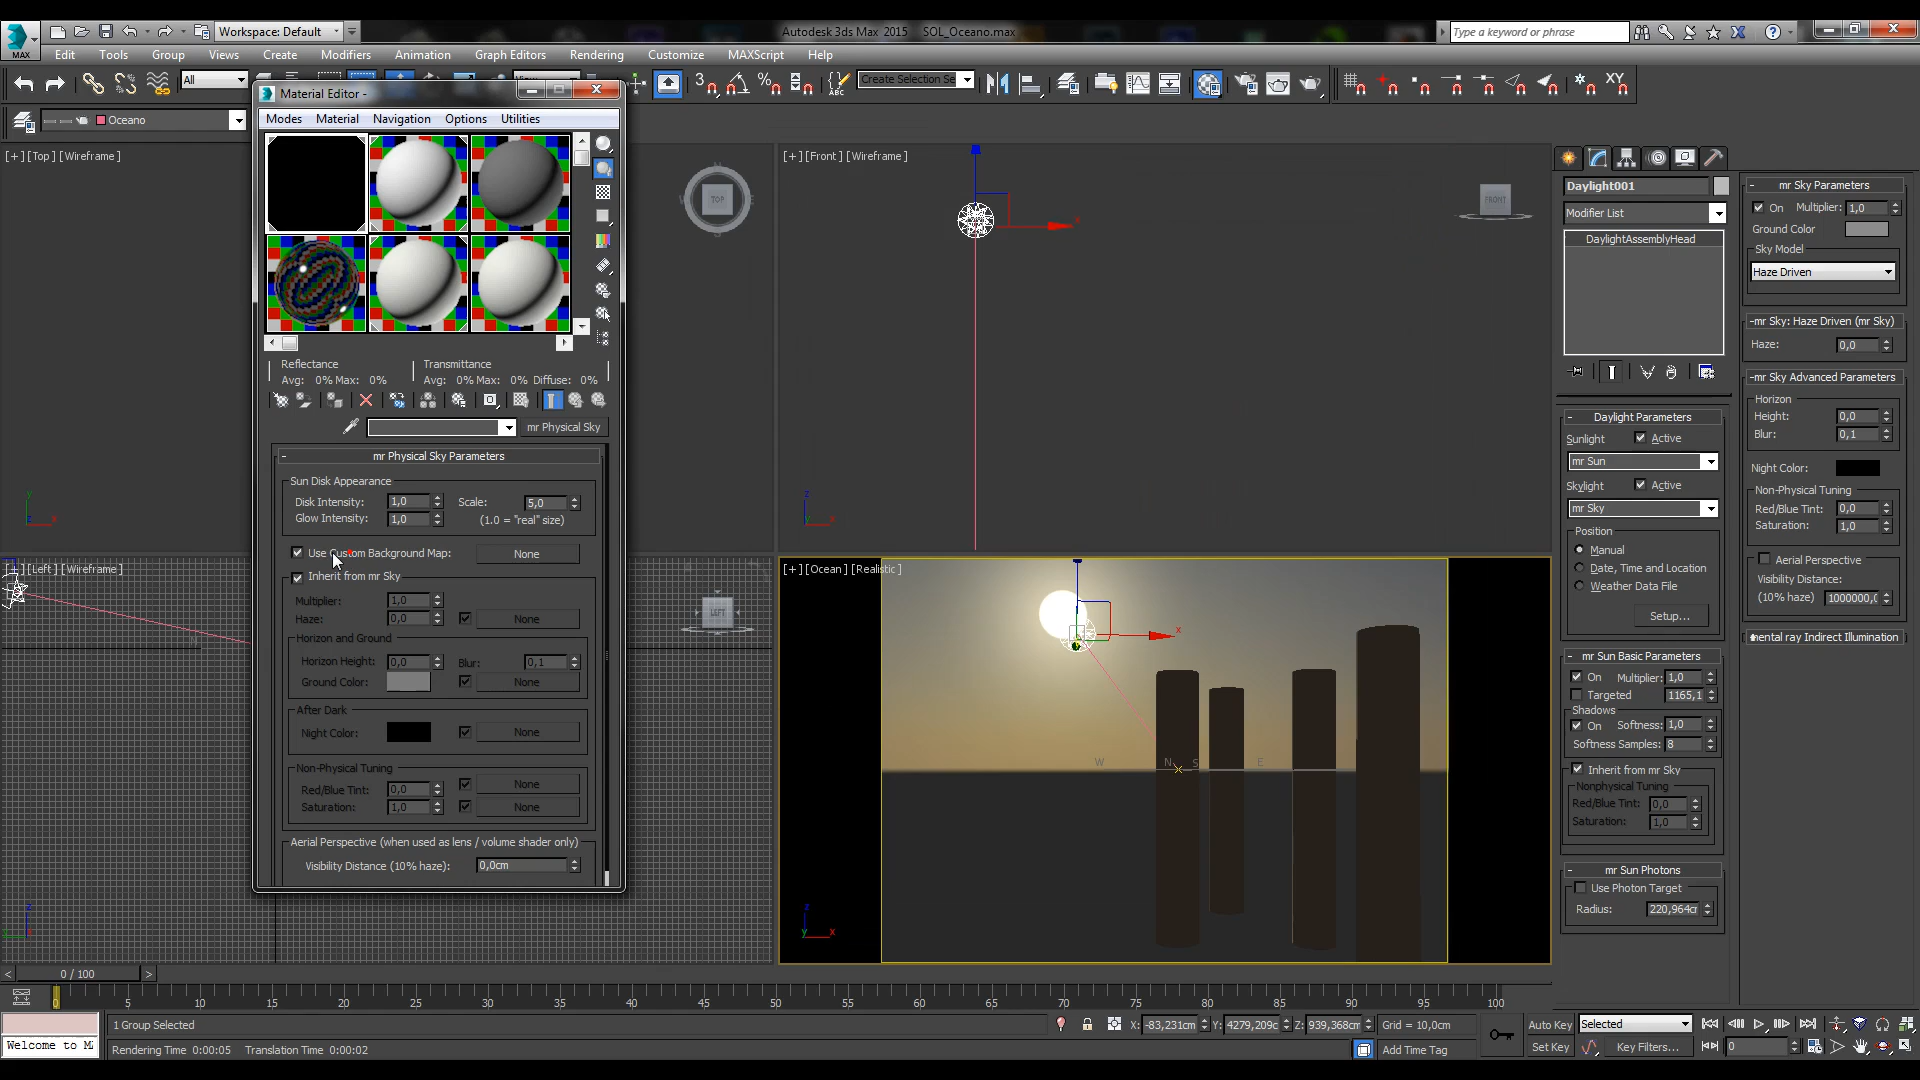 MAX
Workspace: Default
Autodesk 3ds Max 2015 SOL_Oceano.max
Type a keyword or phrase
Edit Tools Group Views Create Modifiers Animation Graph Editors Rendering Customize MAXScript Help
All
Create Selection Se
XY
Oceano
Material Editor -
Modes Material Navigation Options Utilities
Reflectance
Transmittance
Avg: 0% Max: 0%
Avg: 0% Max: 0% Diffuse: 0%
mr Physical Sky
mr Physical Sky Parameters
Sun Disk Appearance
Disk Intensity: 1,0 Scale: 5,0
Glow Intensity: 1,0 (1.0 = "real" size)
Use Custom Background Map: None
Inherit from mr Sky
Multiplier: 1,0
Haze: 0,0 None
Horizon and Ground
Horizon Height: 0,0 Blur: 0,1
Ground Color: None
After Dark
Night Color: None
Non-Physical Tuning
Red/Blue Tint: 0,0 None
Saturation: 1,0 None
Aerial Perspective (when used as lens / volume shader only)
Visibility Distance (10% haze): 0,0cm
[+] [Top] [Wireframe]
TOP
[+] [Front] [Wireframe]
FRONT
[+] [Left] [Wireframe]
LEFT
[+] [Ocean] [Realistic]
W N S E
Daylight001
Modifier List
DaylightAssemblyHead
Daylight Parameters
Sunlight Active
mr Sun
Skylight Active
mr Sky
Position
Manual
Date, Time and Location
Weather Data File
Setup...
mr Sun Basic Parameters
On Multiplier: 1,0
Targeted 1165,1
Shadows
On Softness: 1,0
Softness Samples: 8
Inherit from mr Sky
Nonphysical Tuning
Red/Blue Tint: 0,0
Saturation: 1,0
mr Sun Photons
Use Photon Target
Radius: 220,964cr
mr Sky Parameters
On Multiplier: 1,0
Ground Color
Sky Model
Haze Driven
mr Sky: Haze Driven (mr Sky)
Haze: 0,0
mr Sky Advanced Parameters
Horizon
Height: 0,0
Blur: 0,1
Night Color:
Non-Physical Tuning
Red/Blue Tint: 0,0
Saturation: 1,0
Aerial Perspective
Visibility Distance:
(10% haze) 1000000,0
mental ray Indirect Illumination
0 / 100
0 5 10 15 20 25 30 35 40 45 50 55 60 65 70 75 80 85 90 95 100
1 Group Selected
X: -83,231cm Y: 4279,209c Z: 939,368cm Grid = 10,0cm
Auto Key Selected
Welcome to MA
Rendering Time 0:00:05 Translation Time 0:00:02
Add Time Tag
Set Key Key Filters... 0